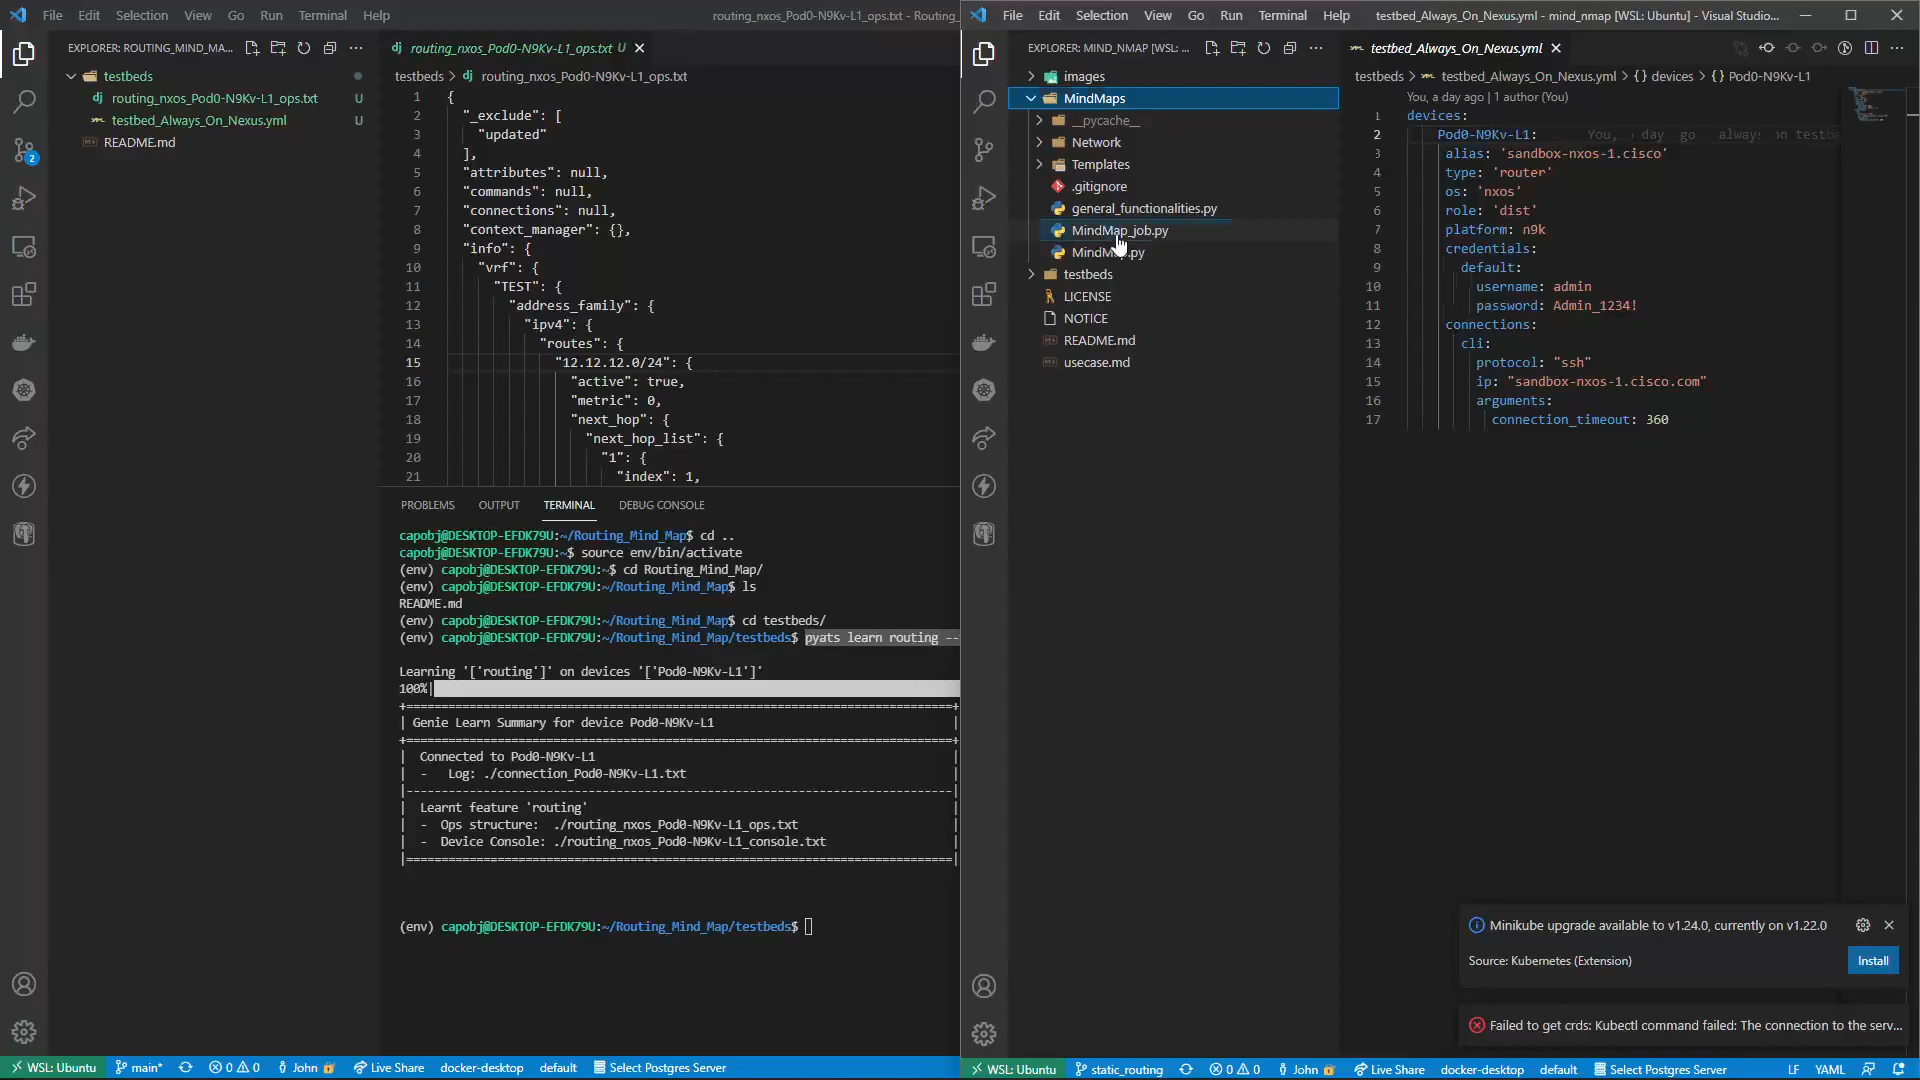 File Edit Selection View Go Run Terminal Help
routing_nxos_Pod0-N9Kv-L1_ops.txt - Routing_
EXPLORER: ROUTING_MIND_MA...
testbeds
routing_nxos_Pod0-N9Kv-L1_ops.txt U
testbed_Always_On_Nexus.yml U
README.md
2
routing_nxos_Pod0-N9Kv-L1_ops.txt U
testbeds > routing_nxos_Pod0-N9Kv-L1_ops.txt
1 {
2 "_exclude": [
3 "updated"
4 ],
5 "attributes": null,
6 "commands": null,
7 "connections": null,
8 "context_manager": {},
9 "info": {
10 "vrf": {
11 "TEST": {
12 "address_family": {
13 "ipv4": {
14 "routes": {
15 "12.12.12.0/24": {
16 "active": true,
17 "metric": 0,
18 "next_hop": {
19 "next_hop_list": {
20 "1": {
21 "index": 1,
PROBLEMS OUTPUT TERMINAL DEBUG CONSOLE
capobj@DESKTOP-EFDK79U:~/Routing_Mind_Map$ cd ..
capobj@DESKTOP-EFDK79U:~$ source env/bin/activate
(env) capobj@DESKTOP-EFDK79U:~$ cd Routing_Mind_Map/
(env) capobj@DESKTOP-EFDK79U:~/Routing_Mind_Map$ ls
README.md
(env) capobj@DESKTOP-EFDK79U:~/Routing_Mind_Map$ cd testbeds/
(env) capobj@DESKTOP-EFDK79U:~/Routing_Mind_Map/testbeds$ pyats learn routing --
Learning '['routing']' on devices '['Pod0-N9Kv-L1']'
100%|
+==============================================================================+
| Genie Learn Summary for device Pod0-N9Kv-L1 |
+==============================================================================+
| Connected to Pod0-N9Kv-L1 |
| - Log: ./connection_Pod0-N9Kv-L1.txt |
|------------------------------------------------------------------------------|
| Learnt feature 'routing' |
| - Ops structure: ./routing_nxos_Pod0-N9Kv-L1_ops.txt |
| - Device Console: ./routing_nxos_Pod0-N9Kv-L1_console.txt |
|==============================================================================|
(env) capobj@DESKTOP-EFDK79U:~/Routing_Mind_Map/testbeds$
WSL: Ubuntu main* 0 0 John Live Share docker-desktop default Select Postgres Server
File Edit Selection View Go Run Terminal Help
testbed_Always_On_Nexus.yml - mind_nmap [WSL: Ubuntu] - Visual Studio...
EXPLORER: MIND_NMAP [WSL: ...
images
MindMaps
__pycache__
Network
Templates
.gitignore
general_functionalities.py
MindMap_job.py
testbeds
LICENSE
NOTICE
README.md
usecase.md
testbed_Always_On_Nexus.yml
testbeds > testbed_Always_On_Nexus.yml > {} devices > {} Pod0-N9Kv-L1
You, a day ago | 1 author (You)
1 devices:
2 Pod0-N9Kv-L1: You,
3 alias: 'sandbox-nxos-1.cisco'
4 type: 'router'
5 os: 'nxos'
6 role: 'dist'
7 platform: n9k
8 credentials:
9 default:
10 username: admin
11 password: Admin_1234!
12 connections:
13 cli:
14 protocol: "ssh"
15 ip: "sandbox-nxos-1.cisco.com"
16 arguments:
17 connection_timeout: 360
Minikube upgrade available to v1.24.0, currently on v1.22.0
Source: Kubernetes (Extension)
Install
Failed to get crds: Kubectl command failed: The connection to the serv...
WSL: Ubuntu static_routing 0 0 John Live Share docker-desktop default Select Postgres Server LF YAML